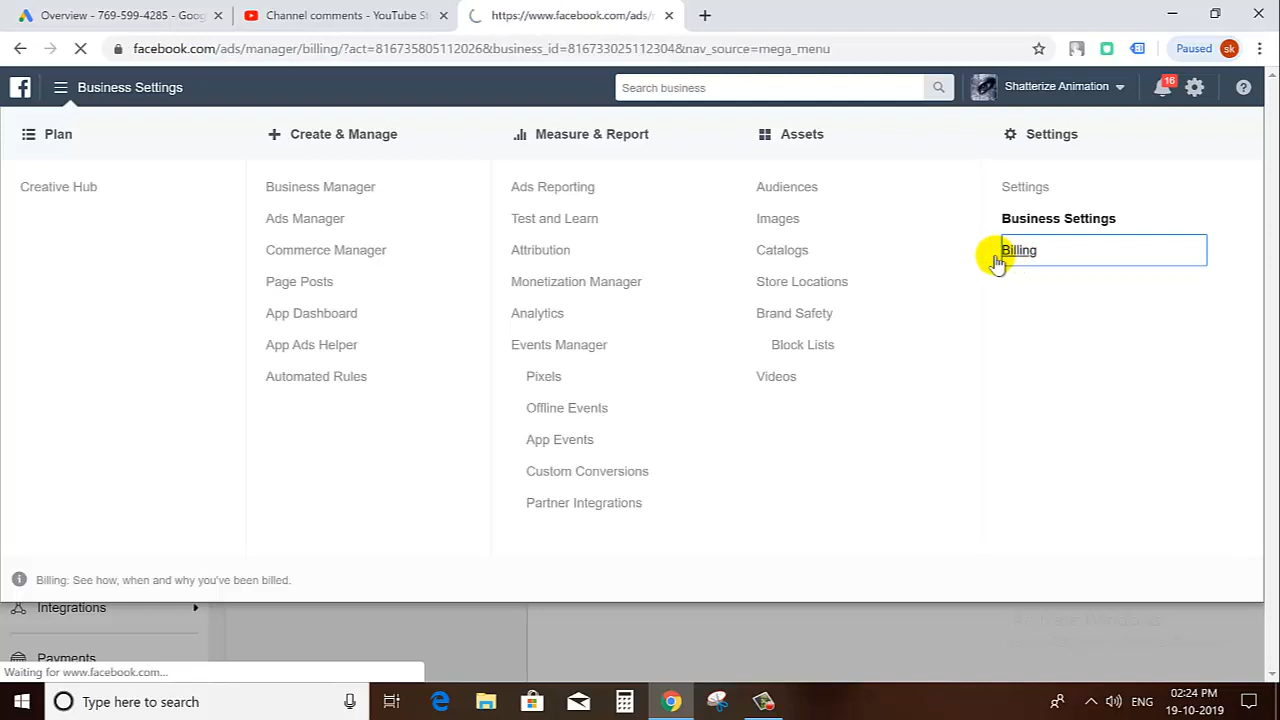 Overview - 769-599-4285 - Goog
Channel comments - YouTube St
https://www.facebook.com/ads/
facebook.com/ads/manager/billing/?act=816735805112026&business_id=816733025112304&nav_source=mega_menu
Paused
sk
Business Settings
Search business
Shatterize Animation
16
Plan
Create & Manage
Measure & Report
Assets
Settings
Creative Hub
Business Manager
Ads Reporting
Audiences
Settings
Ads Manager
Test and Learn
Images
Business Settings
Commerce Manager
Attribution
Catalogs
Billing
Page Posts
Monetization Manager
Store Locations
App Dashboard
Analytics
Brand Safety
App Ads Helper
Events Manager
Block Lists
Automated Rules
Pixels
Videos
Offline Events
App Events
Custom Conversions
Partner Integrations
Billing: See how, when and why you've been billed.
Integrations
Payments
Waiting for www.facebook.com...
Type here to search
ENG
02:24 PM
19-10-2019